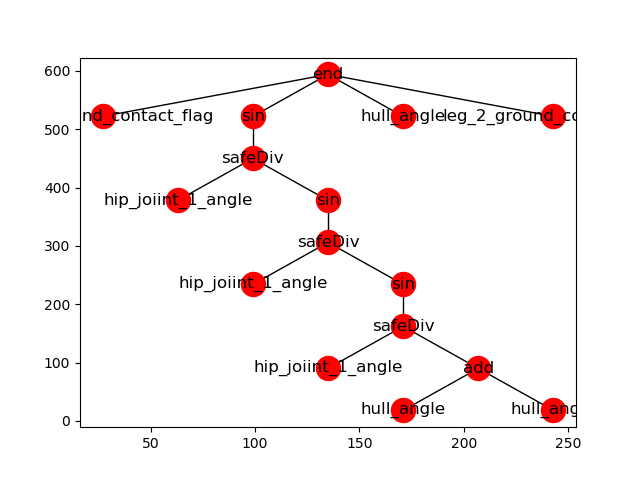 600
end
nd_contact_flag sin hull_angle leg_2_ground_co
500
safeDiv
400
hip_joiint_1_angle sin
safeDiv
300
hip_joiint_1_angle sin
200
safeDiv
100
hip_joiint_1_angle add
hull_angle hull_ang
0
50 100 150 200 250